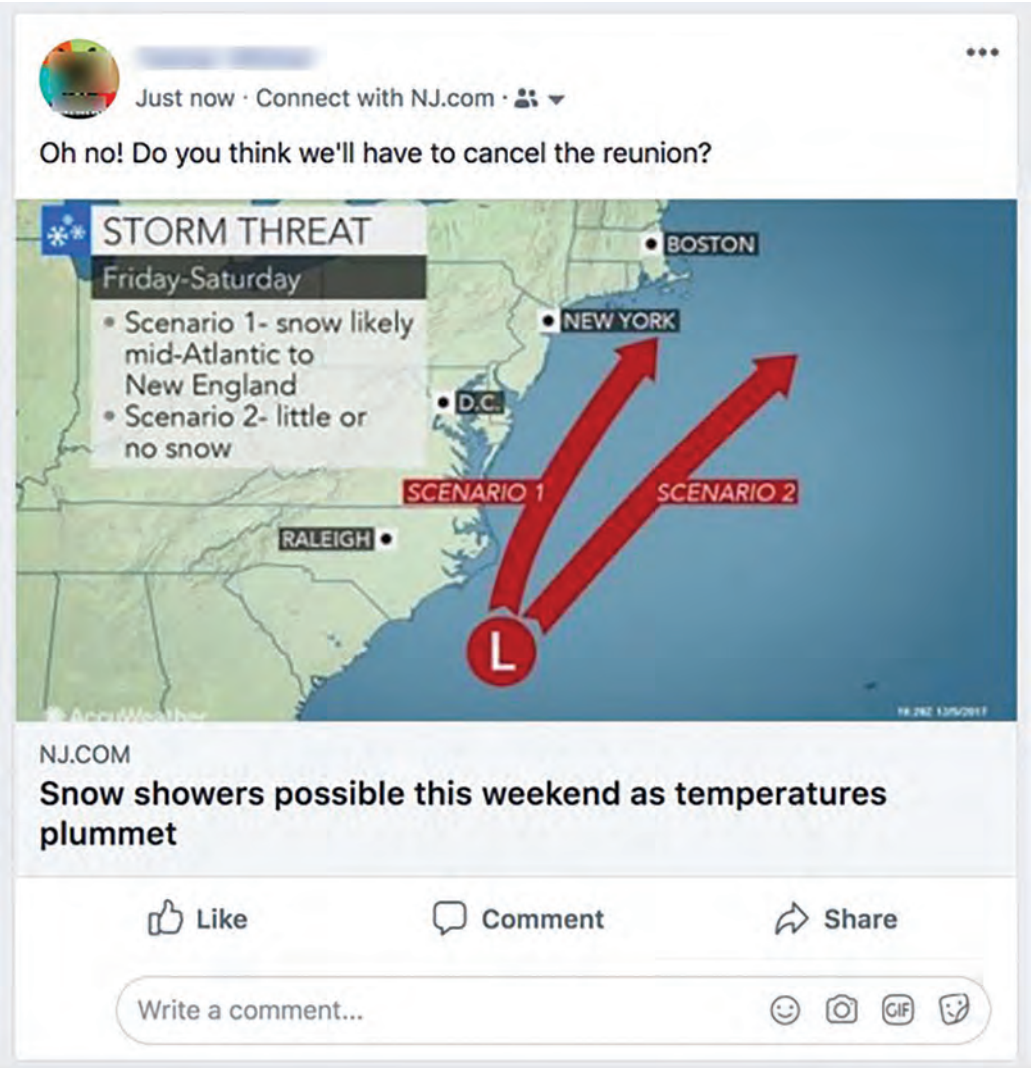 Just now · Connect with NJ.com ·
Oh no! Do you think we'll have to cancel the reunion?
STORM THREAT
Friday-Saturday
• Scenario 1- snow likely
mid-Atlantic to
New England
• Scenario 2- little or
no snow
BOSTON
NEW YORK
D.C.
SCENARIO 1
SCENARIO 2
RALEIGH
L
AccuWeather
NJ.COM
Snow showers possible this weekend as temperatures
plummet
Like
Comment
Share
Write a comment...
GIF